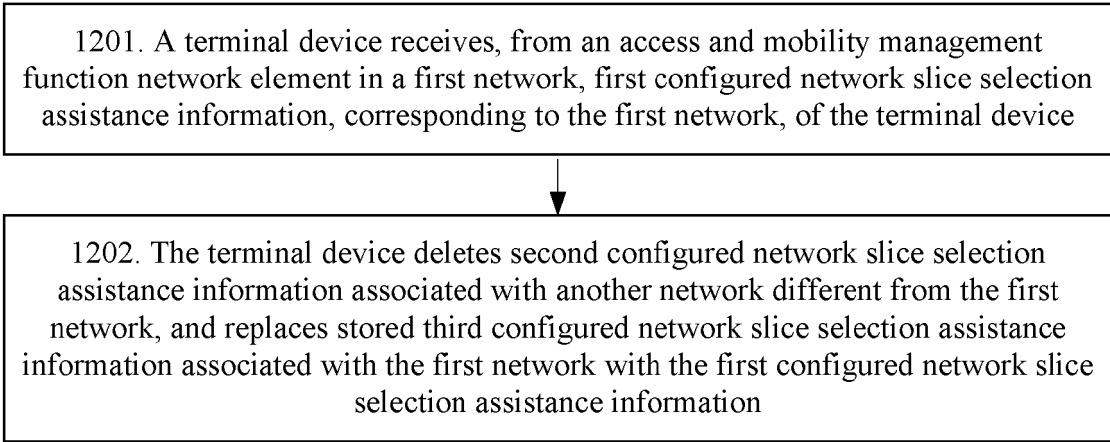 1201. A terminal device receives, from an access and mobility management
function network element in a first network, first configured network slice selection
assistance information, corresponding to the first network, of the terminal device
1202. The terminal device deletes second configured network slice selection
assistance information associated with another network different from the first
network, and replaces stored third configured network slice selection assistance
information associated with the first network with the first configured network slice
selection assistance information